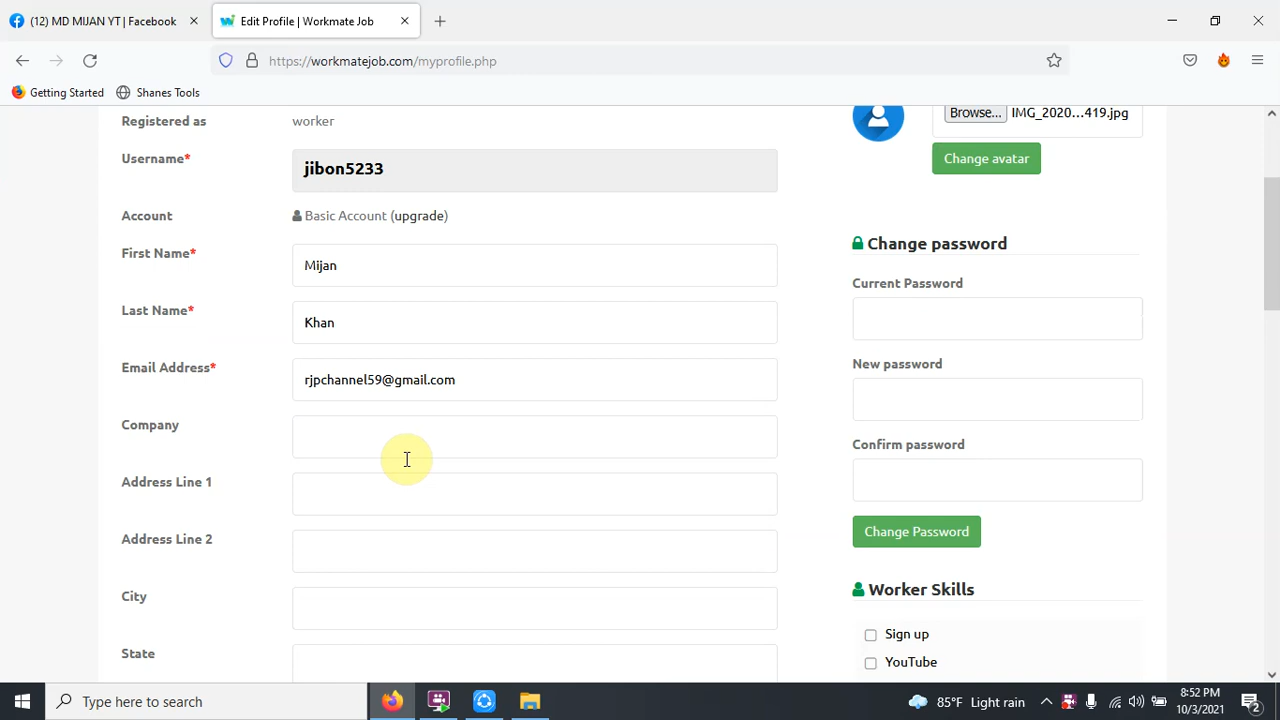 (12) MD MIJAN YT | Facebook
Edit Profile | Workmate Job
https://workmatejob.com/myprofile.php
Getting Started
Shanes Tools
Registered as
worker
Browse... IMG_2020...419.jpg
Change avatar
Username*
jibon5233
Account
Basic Account (upgrade)
First Name*
Mijan
Last Name*
Khan
Email Address*
rjpchannel59@gmail.com
Company
Address Line 1
Address Line 2
City
State
Change password
Current Password
New password
Confirm password
Change Password
Worker Skills
Sign up
YouTube
Type here to search
85°F Light rain
8:52 PM
10/3/2021
2